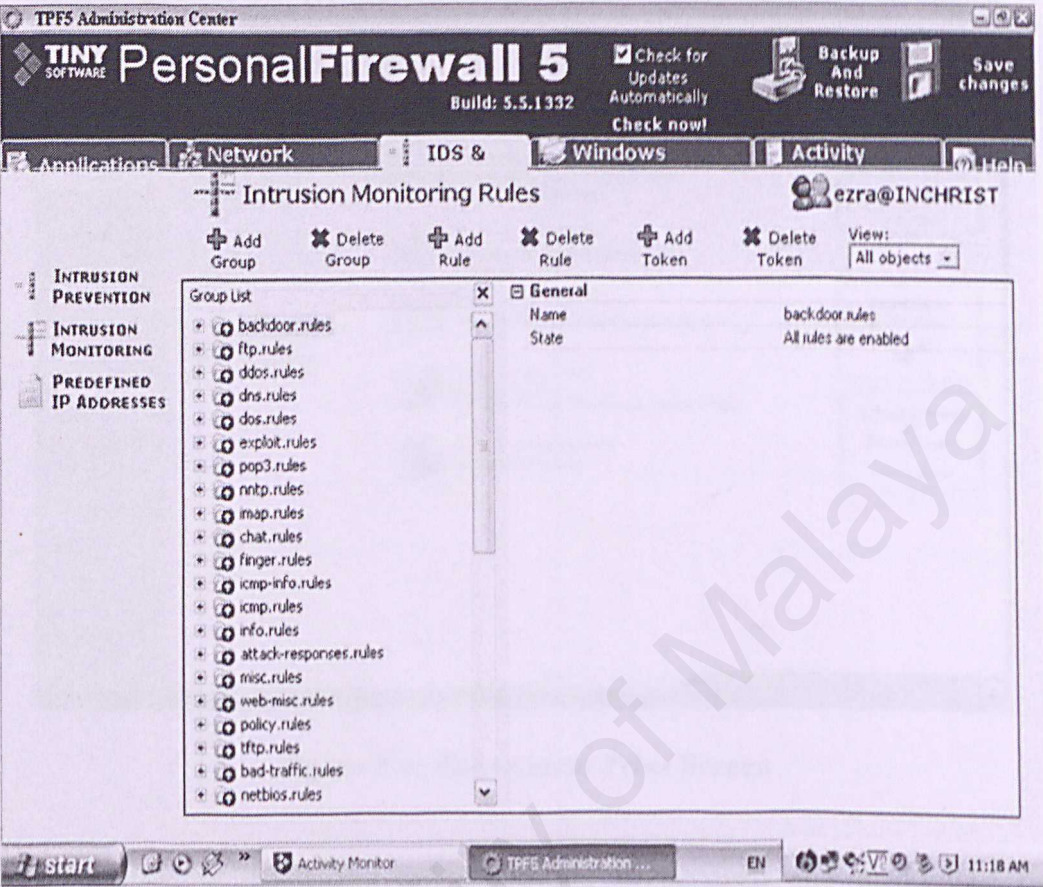 TPF5 Administration Center
TINY SOFTWARE PersonalFirewall 5
Build: 5.5.1332
Check for Updates Automatically
Check now!
Backup And Restore
Save changes
Applications
Network
IDS &
Windows
Activity
Help
Intrusion Monitoring Rules
ezra@INCHRIST
Add Group
Delete Group
Add Rule
Delete Rule
Add Token
Delete Token
View:
All objects
INTRUSION PREVENTION
INTRUSION MONITORING
PREDEFINED IP ADDRESSES
Group List
backdoor.rules
ftp.rules
ddos.rules
dns.rules
dos.rules
exploit.rules
pop3.rules
nntp.rules
imap.rules
chat.rules
finger.rules
icmp-info.rules
icmp.rules
info.rules
attack-responses.rules
misc.rules
web-misc.rules
policy.rules
tftp.rules
bad-traffic.rules
netbios.rules
General
Name backdoor.rules
State All rules are enabled
of Malaya
start
Activity Monitor
TPF5 Administration ...
EN
11:18 AM